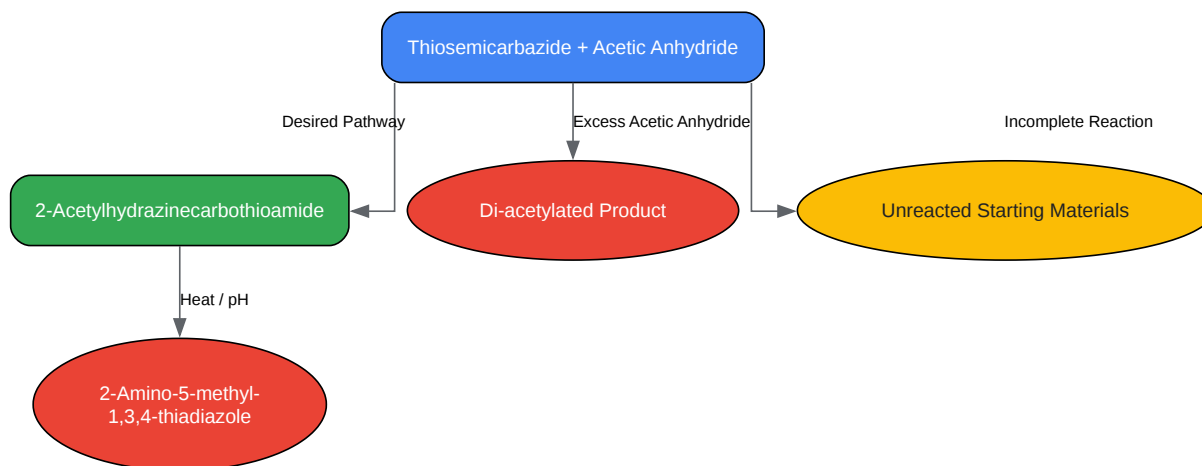 Thiosemicarbazide + Acetic Anhydride
Desired Pathway
Excess Acetic Anhydride
Incomplete Reaction
2-Acetylhydrazinecarbothioamide
Di-acetylated Product
Unreacted Starting Materials
Heat / pH
2-Amino-5-methyl-
1,3,4-thiadiazole